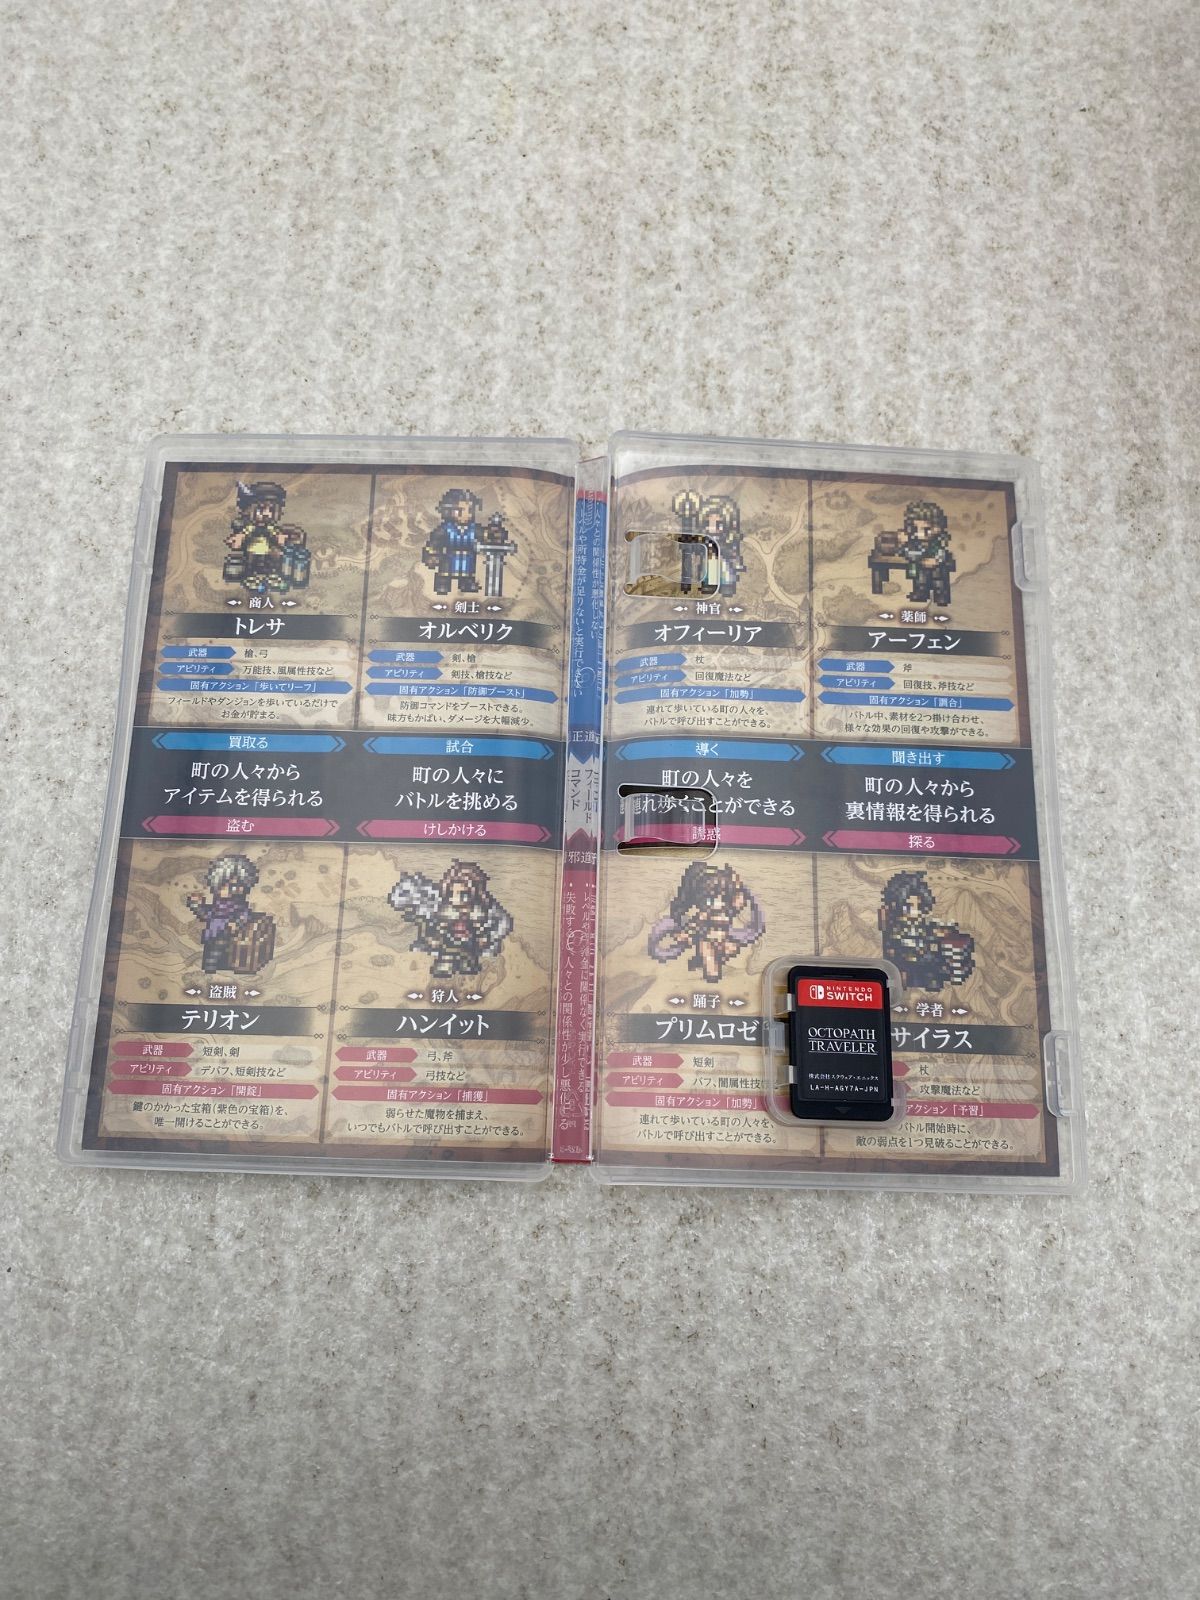 商人
トレサ
武器
槍、弓
アビリティ
万能技、風属性技など
固有アクション「歩いてリーフ」
フィールドやダンジョンを歩いているだけで
お金が貯まる。
剣士
オルベリク
武器
剣、槍
アビリティ
剣技、槍技など
固有アクション「防御ブースト」
防御コマンドをブーストできる。
味方もかばい、ダメージを大幅減少。
神官
オフィーリア
武器
杖
アビリティ
回復魔法など
固有アクション「加勢」
連れて歩いている町の人々を、
バトルで呼び出すことができる。
薬師
アーフェン
武器
斧
アビリティ
回復技、斧技など
固有アクション「調合」
バトル中、素材を2つ掛け合わせ、
様々な効果の回復や攻撃ができる。
買取る
町の人々から
アイテムを得られる
盗む
試合
町の人々に
バトルを挑める
けしかける
正道
フィールド
コマンド
邪道
導く
町の人々を
連れ歩くことができる
誘惑
聞き出す
町の人々から
裏情報を得られる
探る
盗賊
テリオン
武器
短剣、剣
アビリティ
デバフ、短剣技など
固有アクション「開錠」
鍵のかかった宝箱(紫色の宝箱)を、
唯一開けることができる。
狩人
ハンイット
武器
弓、斧
アビリティ
弓技など
固有アクション「捕獲」
弱らせた魔物を捕まえ、
いつでもバトルで呼び出すことができる。
踊子
プリムロゼ
武器
短剣
アビリティ
バフ、闇属性技
固有アクション「加勢」
連れて歩いている町の人々を、
バトルで呼び出すことができる。
学者
サイラス
杖
攻撃魔法など
アクション「予習」
バトル開始時に、
敵の弱点を1つ見破ることができる。
NINTENDO
SWITCH
OCTOPATH
TRAVELER
株式会社スクウェア・エニックス
LA-H-AGY7A-JPN